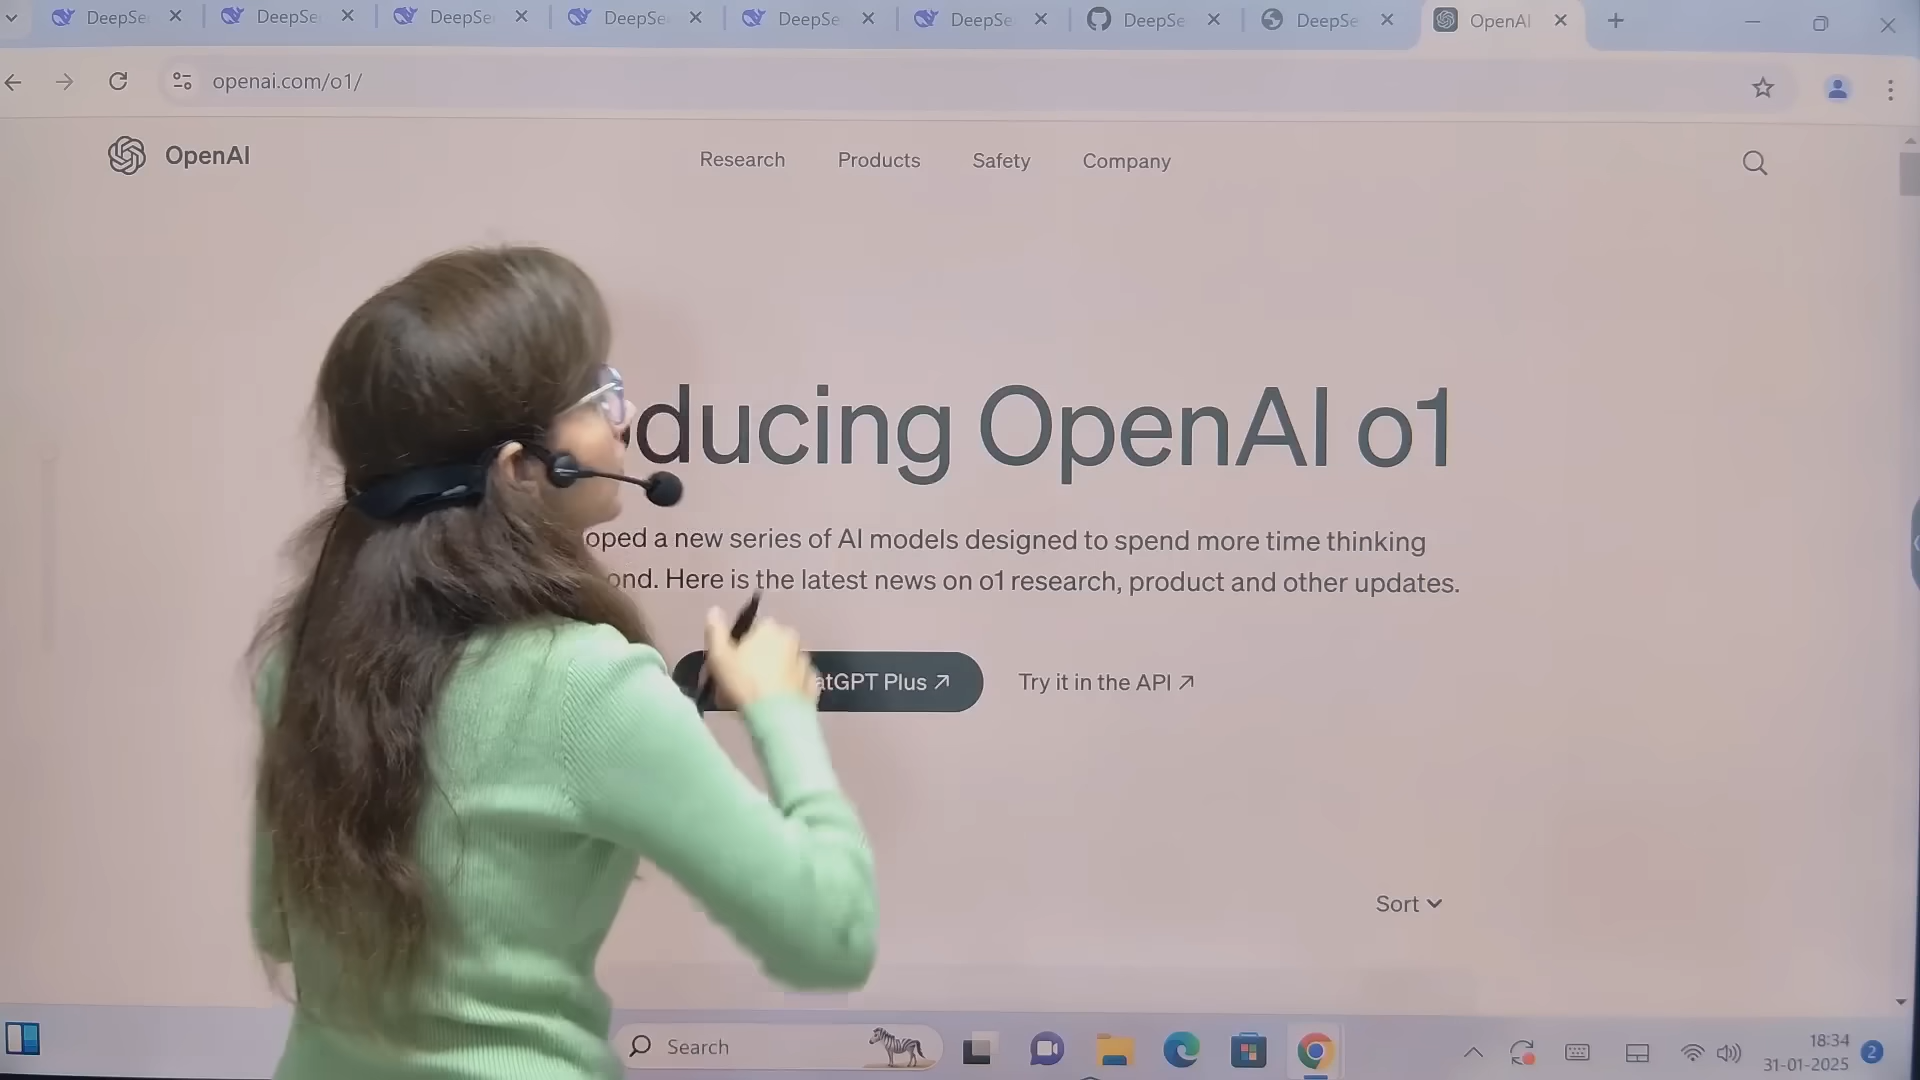 DeepSe
DeepSe
DeepSe
DeepSe
DeepSe
DeepSe
DeepSe
DeepSe
OpenAI
openai.com/o1/
OpenAI
Research
Products
Safety
Company
ducing OpenAI o1
oped a new series of AI models designed to spend more time thinking
ond. Here is the latest news on o1 research, product and other updates.
atGPT Plus ↗
Try it in the API ↗
Sort
Search
18:34
31-01-2025
2